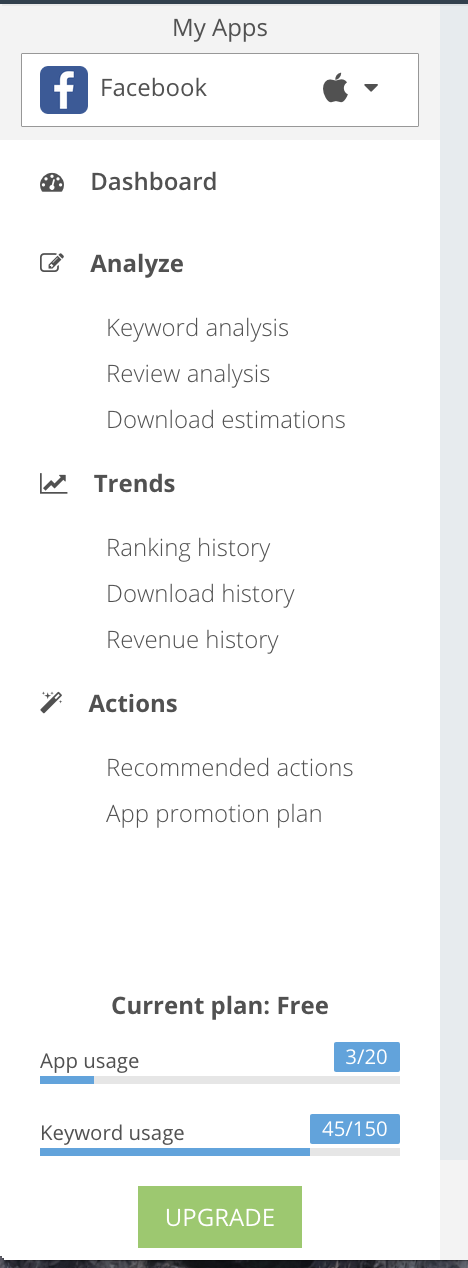 My Apps
Facebook
Dashboard
Analyze
Keyword analysis
Review analysis
Download estimations
Trends
Ranking history
Download history
Revenue history
Actions
Recommended actions
App promotion plan
Current plan: Free
App usage 3/20
Keyword usage 45/150
UPGRADE